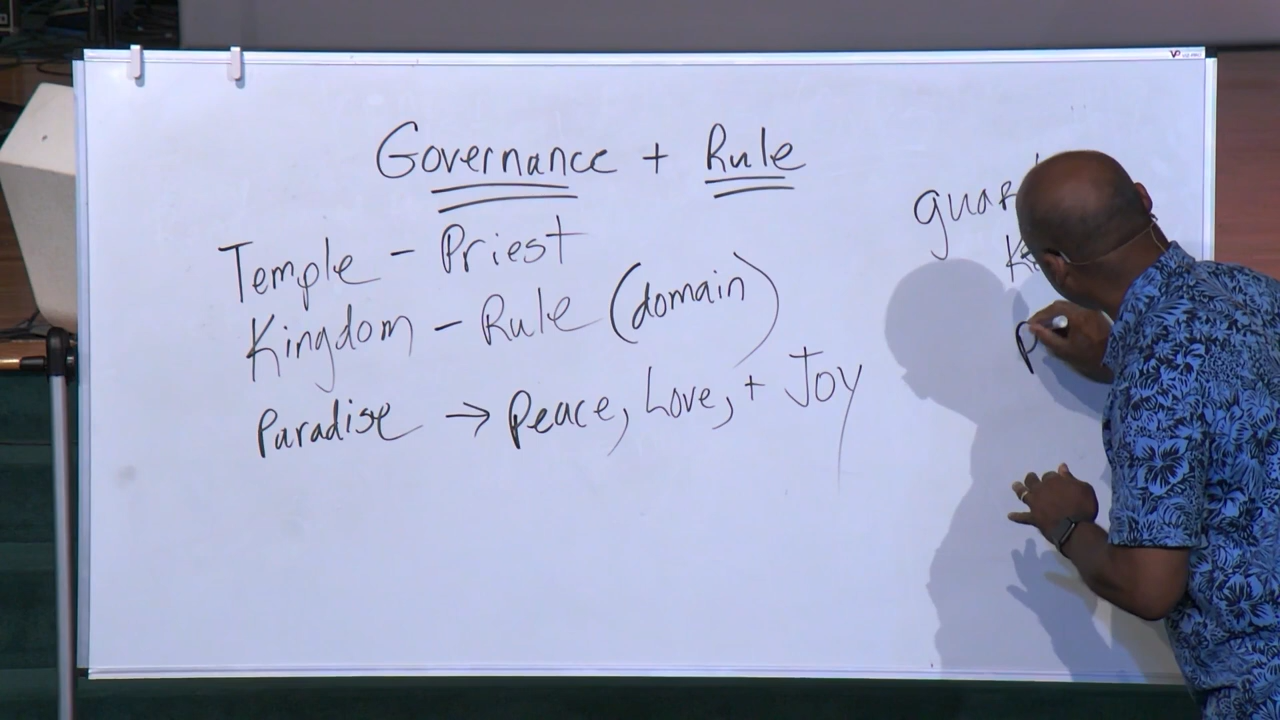 Governance + Rule
Temple - Priest
Kingdom - Rule (domain)
Paradise → Peace, Love, + Joy